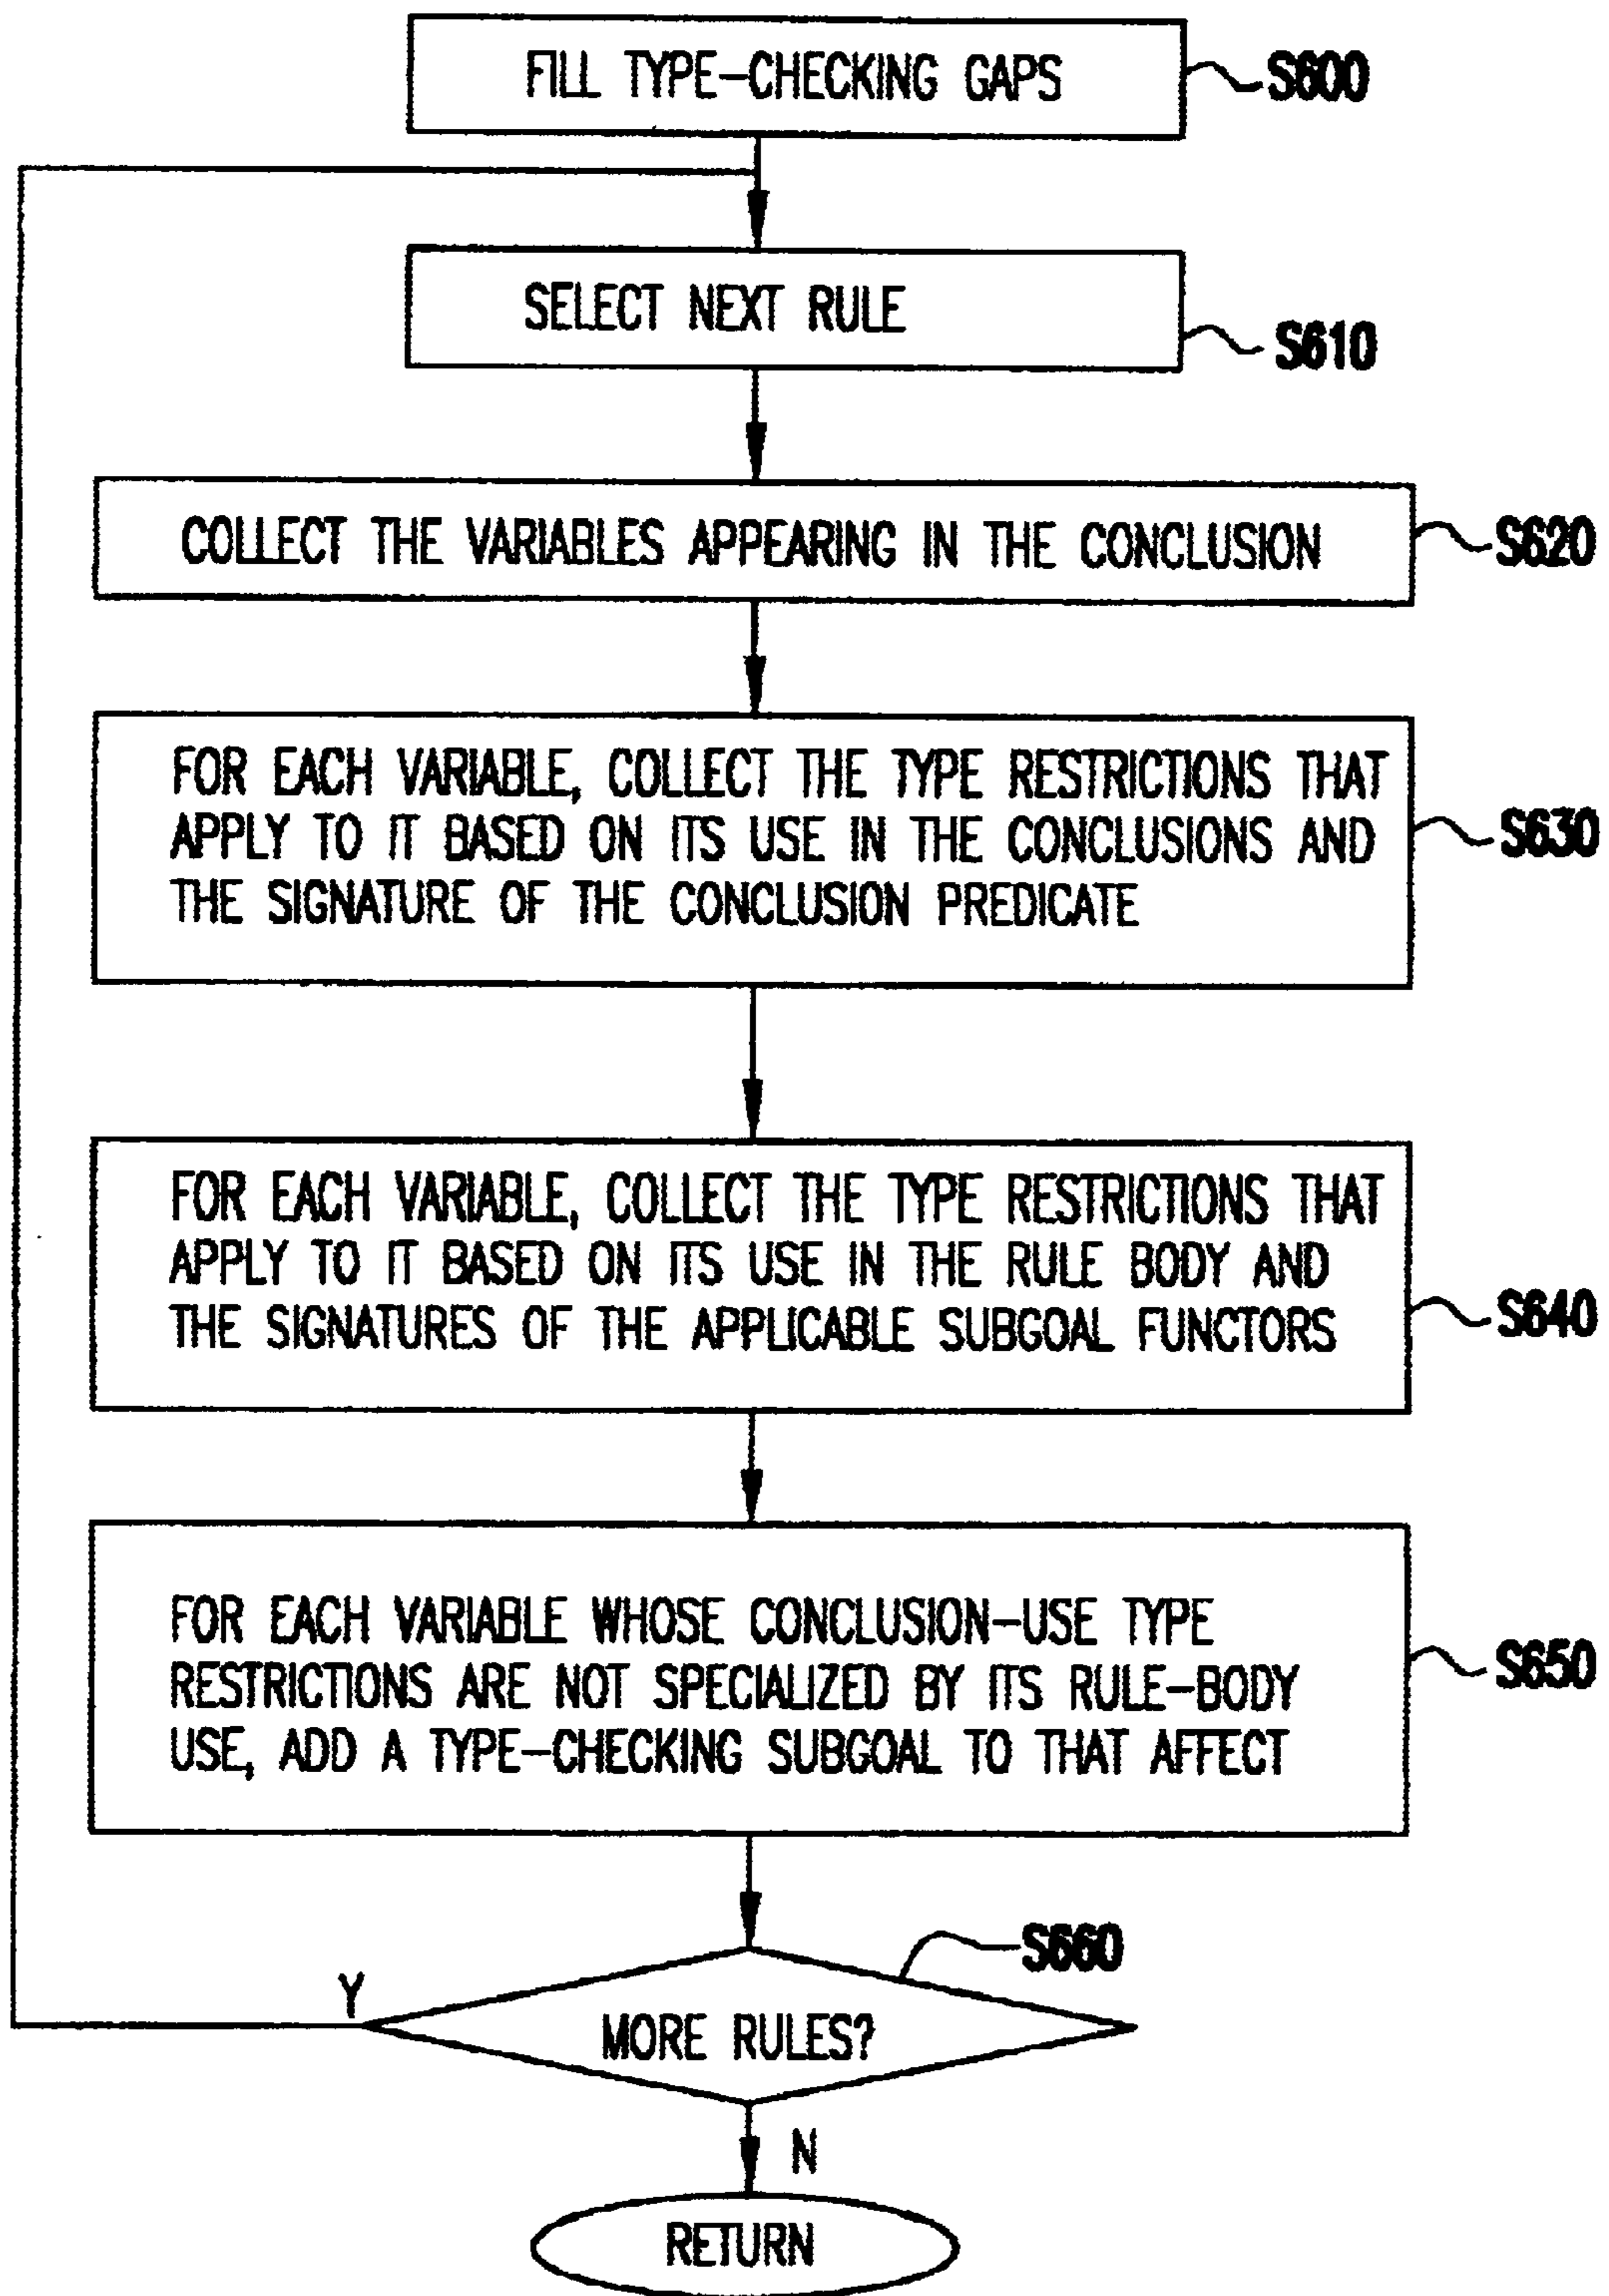 FILL TYPE-CHECKING GAPS
S600
SELECT NEXT RULE
S610
COLLECT THE VARIABLES APPEARING IN THE CONCLUSION
S620
FOR EACH VARIABLE, COLLECT THE TYPE RESTRICTIONS THAT
APPLY TO IT BASED ON ITS USE IN THE CONCLUSIONS AND
THE SIGNATURE OF THE CONCLUSION PREDICATE
S630
FOR EACH VARIABLE, COLLECT THE TYPE RESTRICTIONS THAT
APPLY TO IT BASED ON ITS USE IN THE RULE BODY AND
THE SIGNATURES OF THE APPLICABLE SUBGOAL FUNCTORS
S640
FOR EACH VARIABLE WHOSE CONCLUSION-USE TYPE
RESTRICTIONS ARE NOT SPECIALIZED BY ITS RULE-BODY
USE, ADD A TYPE-CHECKING SUBGOAL TO THAT AFFECT
S650
S660
Y
MORE RULES?
N
RETURN